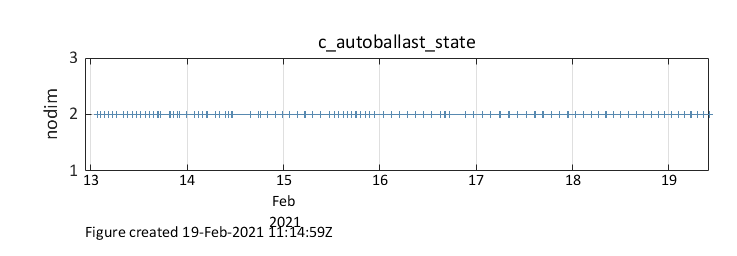 c_autoballast_state
3
nodim
2
1
13 14 15 16 17 18 19
Feb
2021
Figure created 19-Feb-2021 11:14:59Z